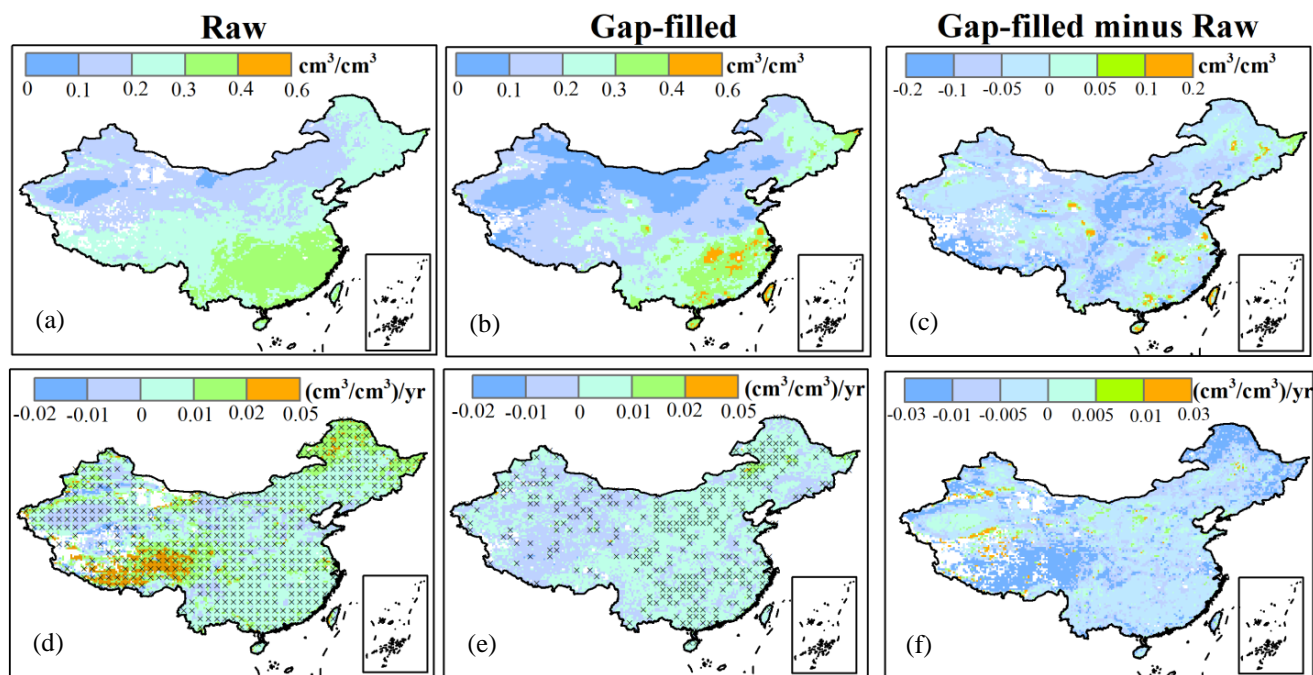 Raw
Gap-filled
Gap-filled minus Raw
cm³/cm³
0 0.1 0.2 0.3 0.4 0.6
(a)
cm³/cm³
0 0.1 0.2 0.3 0.4 0.6
(b)
cm³/cm³
-0.2 -0.1 -0.05 0 0.05 0.1 0.2
(c)
(cm³/cm³)/yr
-0.02 -0.01 0 0.01 0.02 0.05
(d)
(cm³/cm³)/yr
-0.02 -0.01 0 0.01 0.02 0.05
(e)
(cm³/cm³)/yr
-0.03 -0.01 -0.005 0 0.005 0.01 0.03
(f)